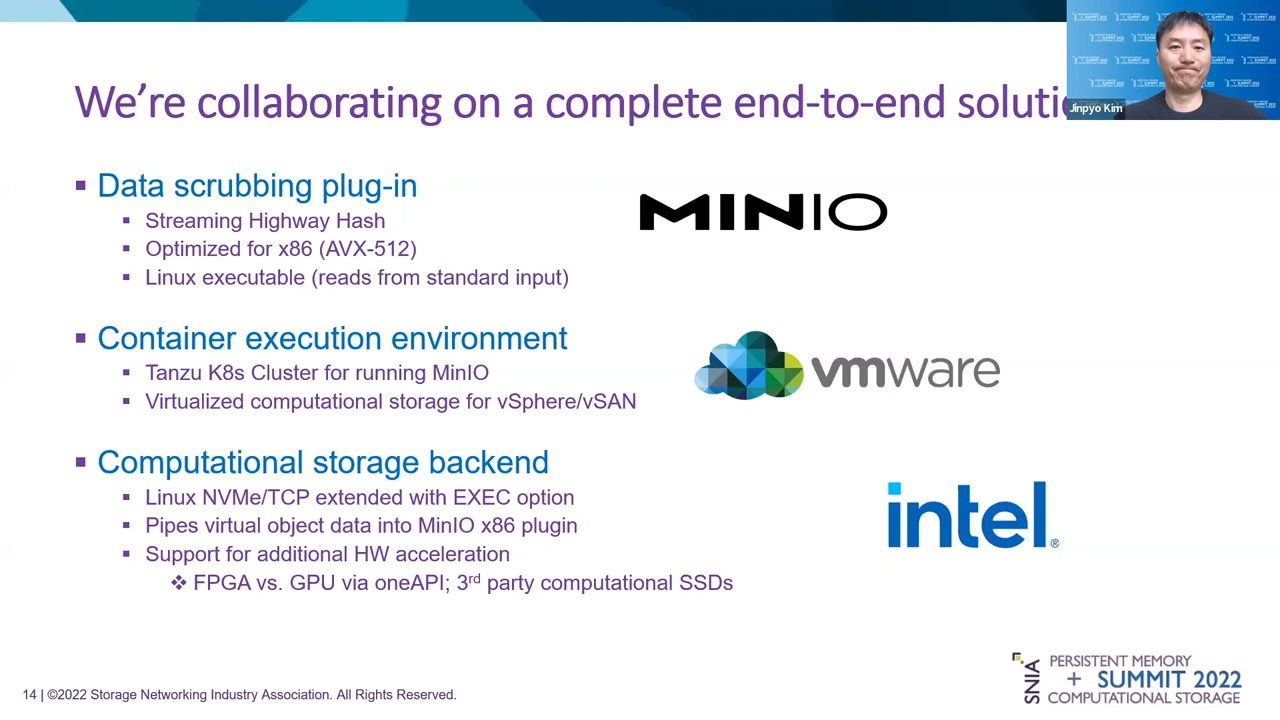 We’re collaborating on a complete end-to-end soluti
Jinpyo Kim
▪ Data scrubbing plug-in
▪ Streaming Highway Hash
▪ Optimized for x86 (AVX-512)
▪ Linux executable (reads from standard input)
MINIO
▪ Container execution environment
▪ Tanzu K8s Cluster for running MinIO
▪ Virtualized computational storage for vSphere/vSAN
vmware
▪ Computational storage backend
▪ Linux NVMe/TCP extended with EXEC option
▪ Pipes virtual object data into MinIO x86 plugin
▪ Support for additional HW acceleration
❖ FPGA vs. GPU via oneAPI; 3rd party computational SSDs
intel®
14 | ©2022 Storage Networking Industry Association. All Rights Reserved.
SNIA
PERSISTENT MEMORY
+ SUMMIT 2022
COMPUTATIONAL STORAGE